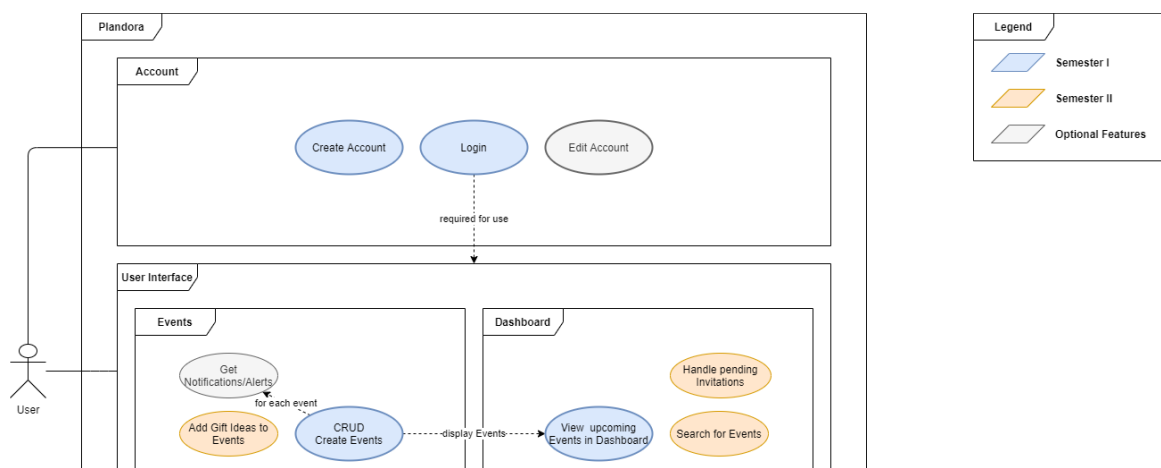 Plandora
Legend
Account
Semester I
Semester II
Optional Features
Create Account
Login
Edit Account
required for use
User Interface
Events
Dashboard
Get
Notifications/Alerts
for each event
Add Gift Ideas to
Events
CRUD
Create Events
display Events
View upcoming
Events in Dashboard
Handle pending
Invitations
Search for Events
User